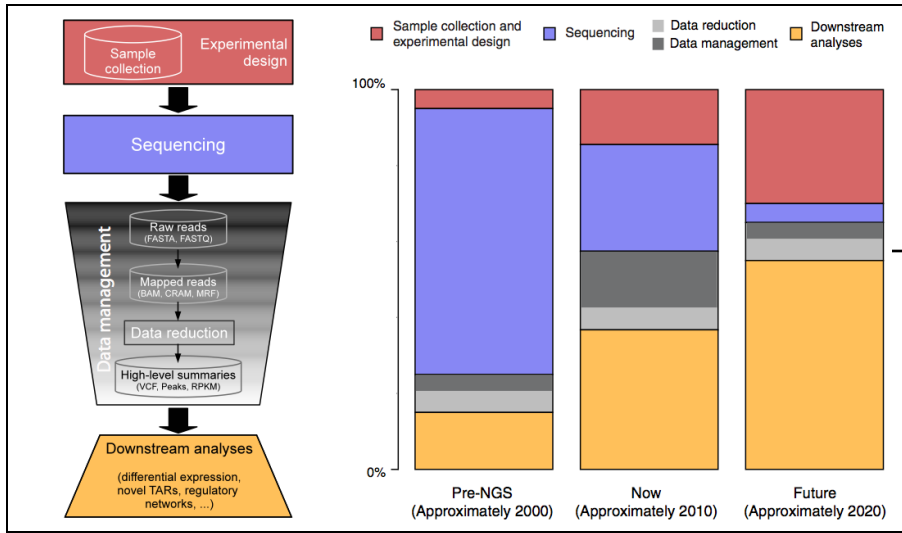 Sample
collection
Experimental
design
Sequencing
Data management
Raw reads
(FASTA, FASTQ)
Mapped reads
(BAM, CRAM, MRF)
Data reduction
High-level summaries
(VCF, Peaks, RPKM)
Downstream analyses
(differential expression,
novel TARs, regulatory
networks, ...)
Sample collection and
experimental design
Sequencing
Data reduction
Data management
Downstream
analyses
100%
0%
Pre-NGS
(Approximately 2000)
Now
(Approximately 2010)
Future
(Approximately 2020)